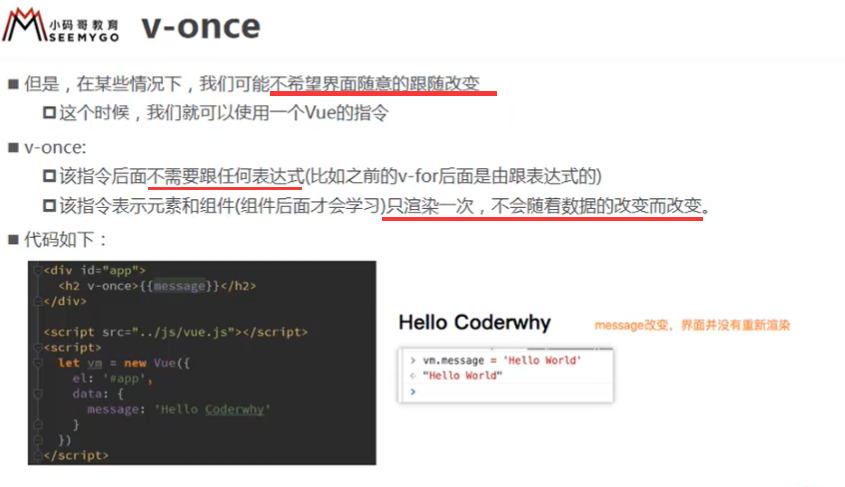 小码哥教育
SEEMYGO
v-once
但是，在某些情况下，我们可能不希望界面随意的跟随改变
这个时候，我们就可以使用一个Vue的指令
v-once:
该指令后面不需要跟任何表达式(比如之前的v-for后面是由跟表达式的)
该指令表示元素和组件(组件后面才会学习)只渲染一次，不会随着数据的改变而改变。
代码如下：
<div id="app">
<h2 v-once>{{message}}</h2>
</div>
<script src="../js/vue.js"></script>
<script>
let vm = new Vue({
el: '#app',
data: {
message: 'Hello Coderwhy'
}
})
</script>
Hello Coderwhy
message改变，界面并没有重新渲染
> vm.message = 'Hello World'
< "Hello World"
>